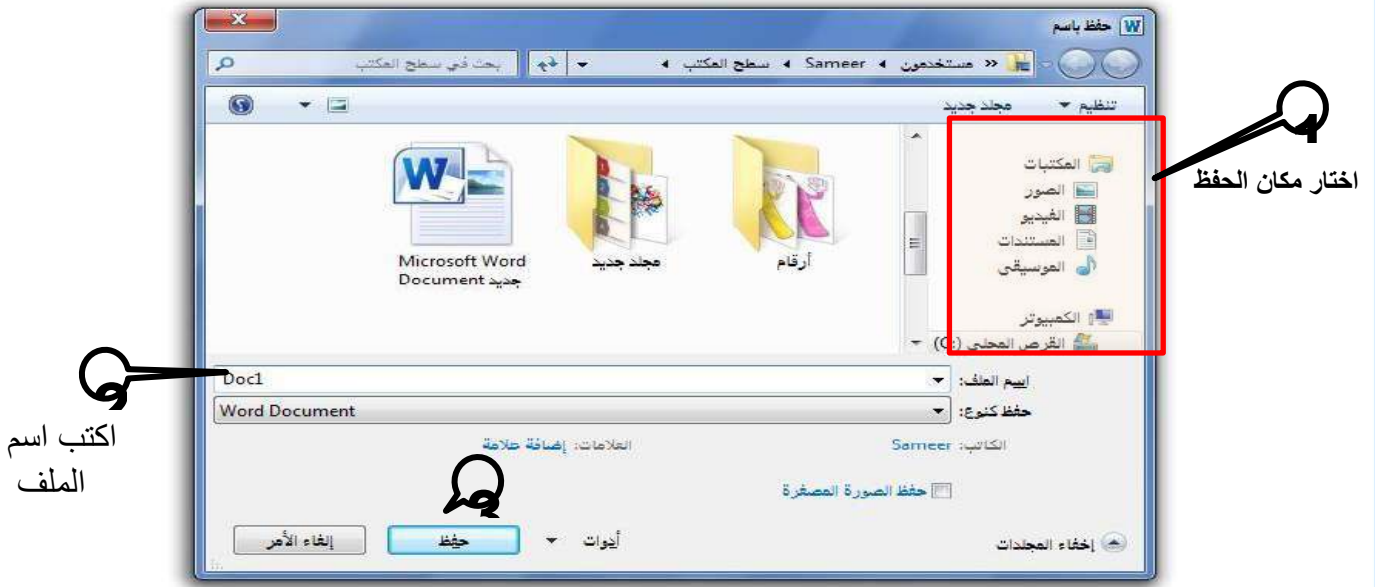 حفظ باسم
« مستخدمون ◂ Sameer ◂ سطح المكتب ◂
بحث في سطح المكتب
تنظيم ▾ مجلد جديد
المكتبات
الصور
الفيديو
المستندات
الموسيقى
الكمبيوتر
القرص المحلي (C:)
أرقام
مجلد جديد
Microsoft Word
Document جديد
1
اختار مكان الحفظ
اسم الملف: Doc1
حفظ كنوع: Word Document
اكتب اسم
الملف
الكاتب: Sameer العلامات: إضافة علامة
حفظ الصورة المصغرة
إخفاء المجلدات أدوات ▾ حفظ إلغاء الأمر